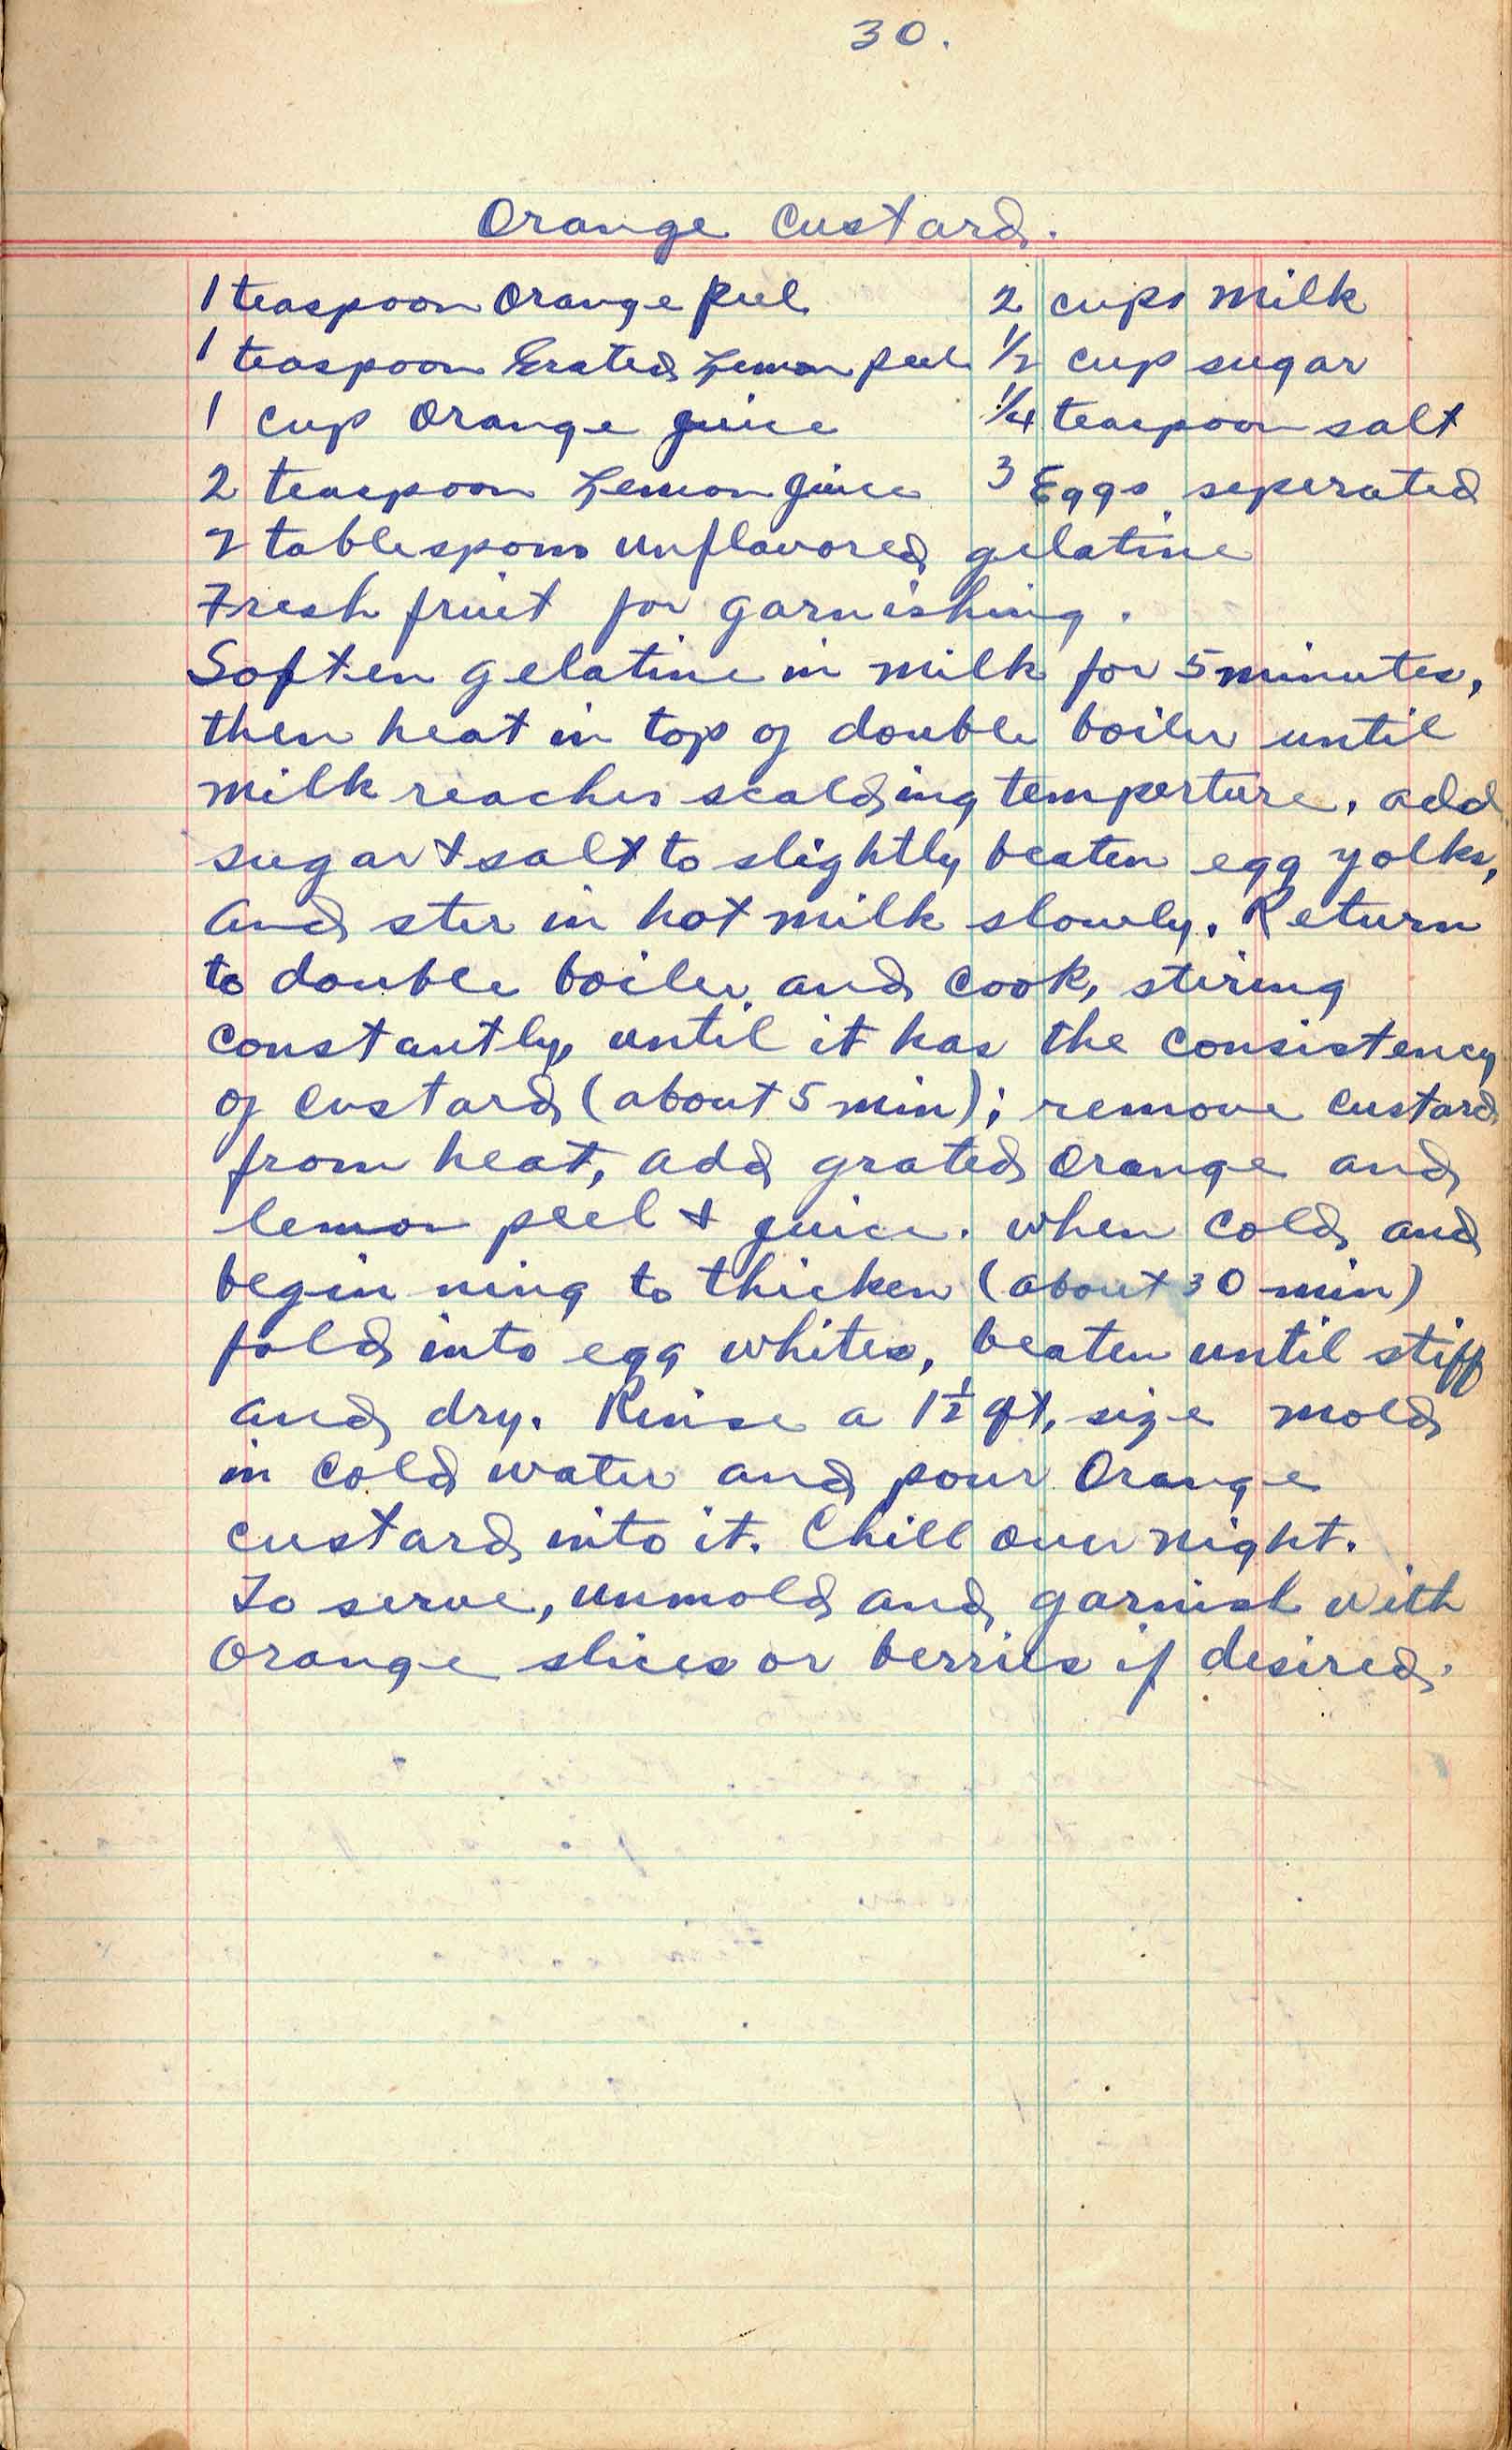 30.
Orange Custard.
1 teaspoon Orange peel 2 cups milk
1 teaspoon Grated Lemon peel 1/2 cup sugar
1 cup Orange juice 1/4 teaspoon salt
2 teaspoon Lemon juice 3 Eggs seperated
2 tablespoons unflavored gelatine
Fresh fruit for garnishing.
Soften gelatine in milk for 5 minutes,
then heat in top of double boiler until
milk reaches scalding temperture. add
sugar & salt to slightly beaten egg yolks,
and ster in hot milk slowly. Return
to double boiler and cook, stiring
constantly, until it has the consistency
of custard (about 5 min); remove custard
from heat, add grated Orange and
lemon peel & juice. when cold and
begin ning to thicken (about 30 min)
fold into egg whites, beaten until stiff
and dry. Rinse a 1 1/2 qt. size mold
in cold water and pour Orange
custard into it. Chill over night.
To serve, unmold and garnish with
Orange slices or berries if desired.